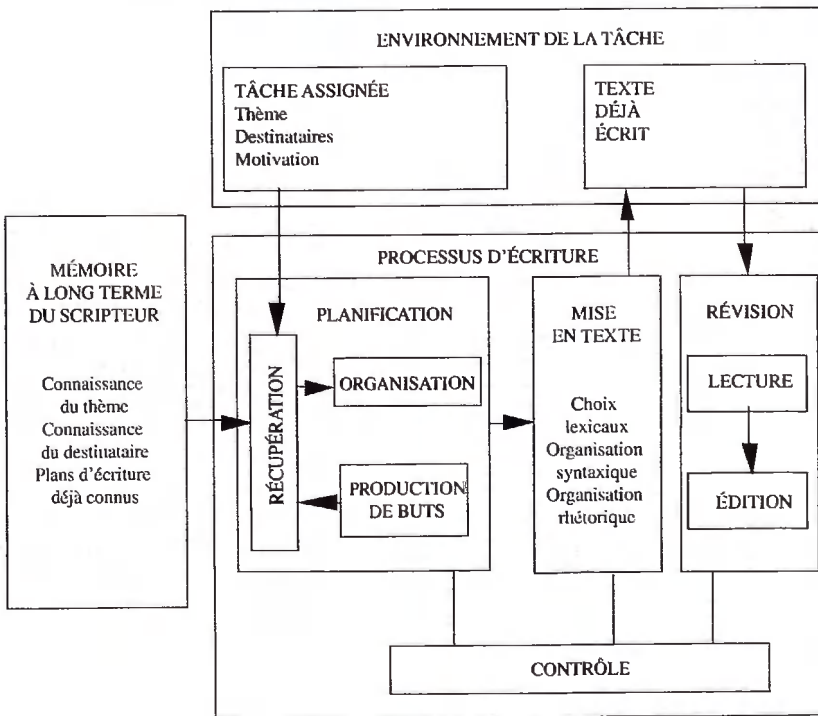 ENVIRONNEMENT DE LA TÂCHE
TÂCHE ASSIGNÉE
Thème
Destinataires
Motivation
TEXTE
DÉJÀ
ÉCRIT
MÉMOIRE
À LONG TERME
DU SCRIPTEUR
Connaissance
du thème
Connaissance
du destinataire
Plans d'écriture
déjà connus
PROCESSUS D'ÉCRITURE
PLANIFICATION
RÉCUPÉRATION
ORGANISATION
PRODUCTION
DE BUTS
MISE
EN TEXTE
Choix
lexicaux
Organisation
syntaxique
Organisation
rhétorique
RÉVISION
LECTURE
ÉDITION
CONTRÔLE